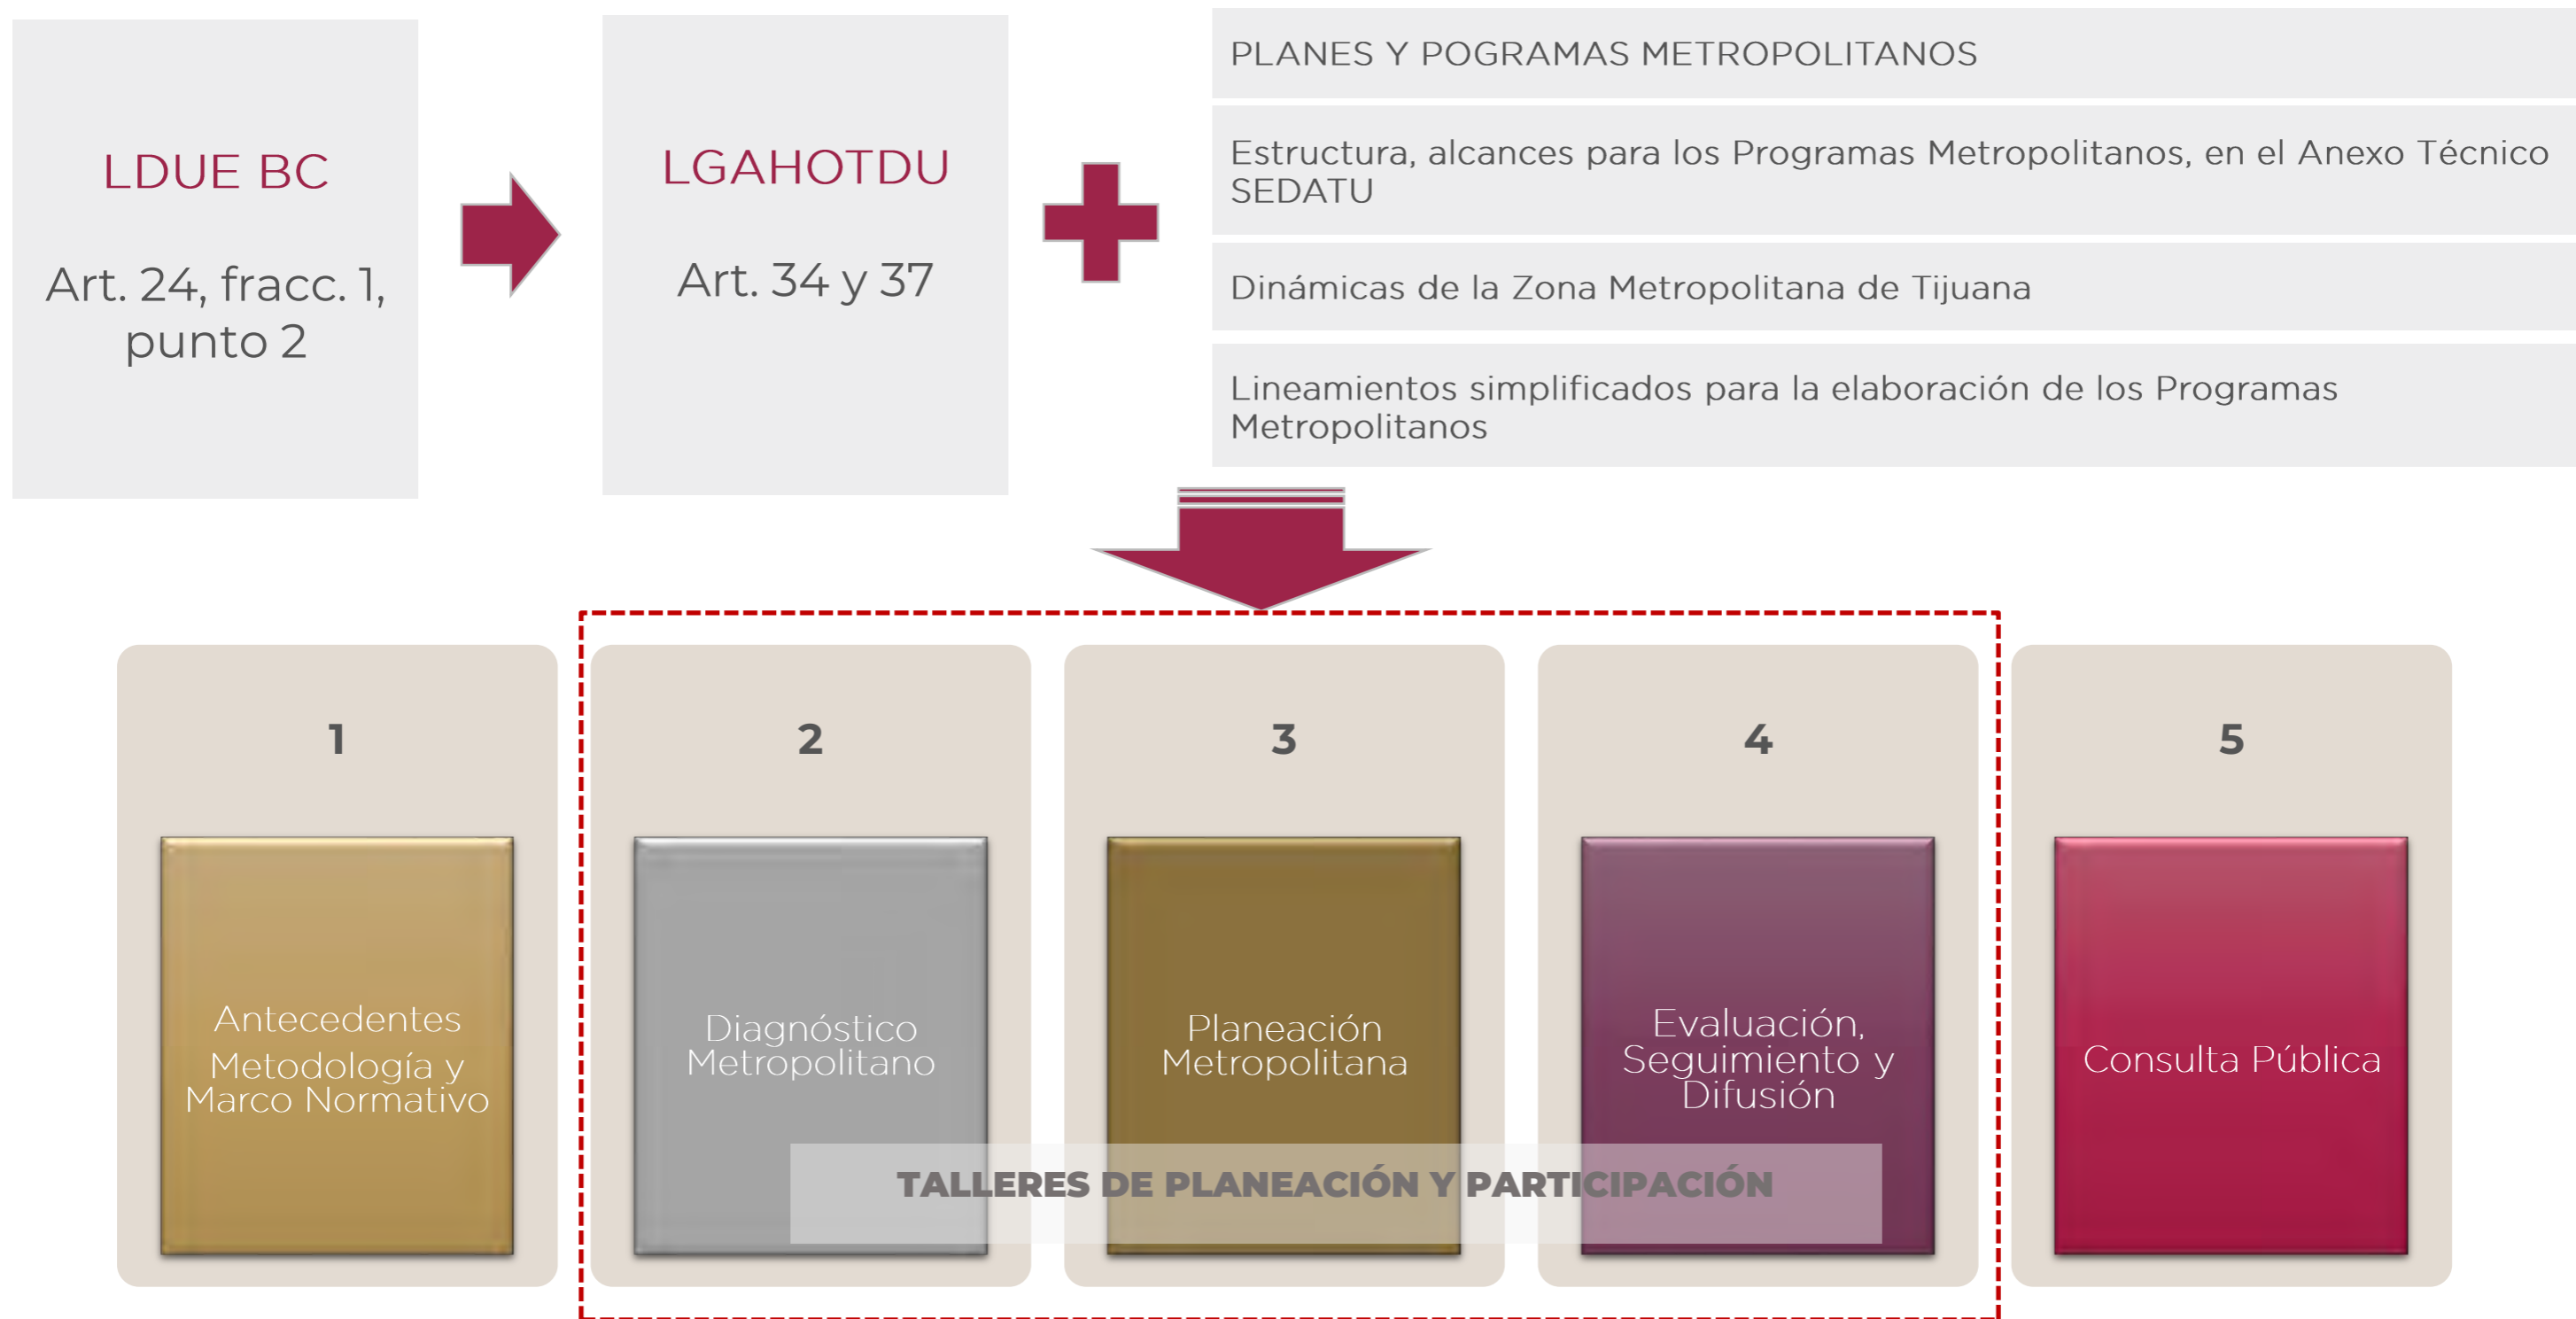 LDUE BC
Art. 24, fracc. 1,
punto 2
LGAHOTDU
Art. 34 y 37
PLANES Y POGRAMAS METROPOLITANOS
Estructura, alcances para los Programas Metropolitanos, en el Anexo Técnico
SEDATU
Dinámicas de la Zona Metropolitana de Tijuana
Lineamientos simplificados para la elaboración de los Programas
Metropolitanos
1
Antecedentes
Metodología y
Marco Normativo
2
Diagnóstico
Metropolitano
3
Planeación
Metropolitana
4
Evaluación,
Seguimiento y
Difusión
5
Consulta Pública
TALLERES DE PLANEACIÓN Y PARTICIPACIÓN